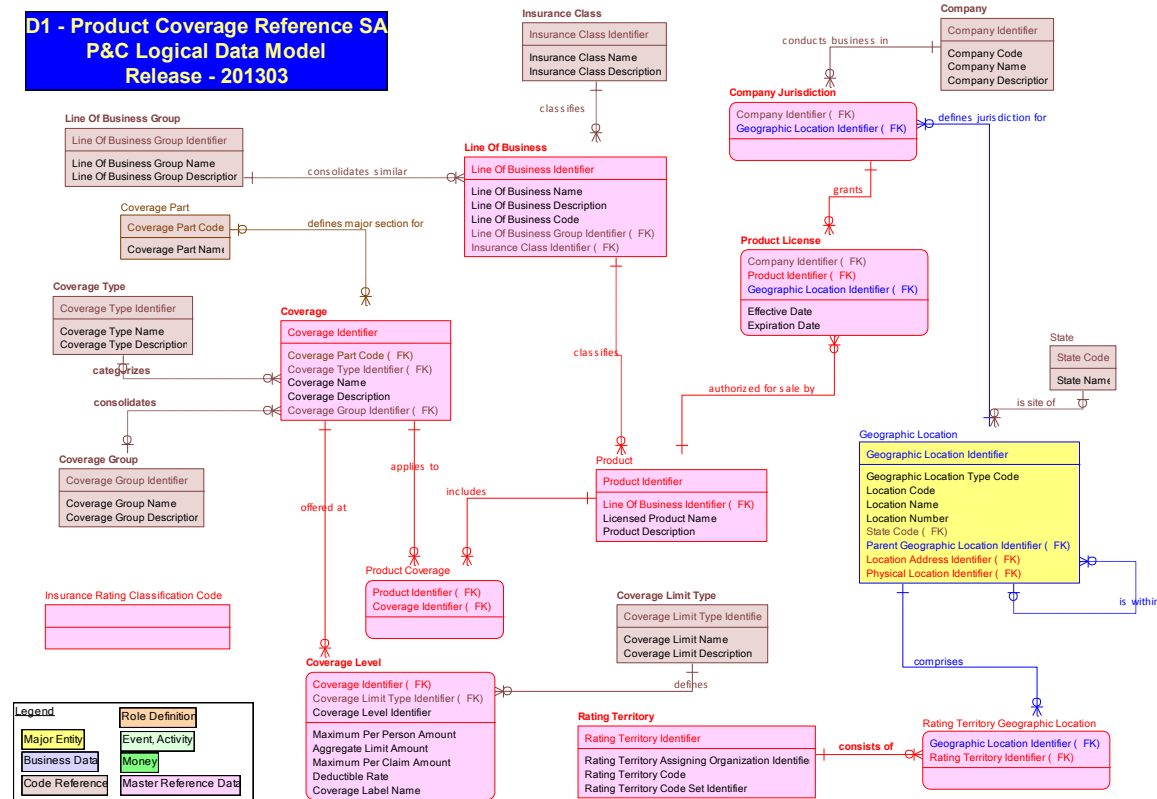 D1 - Product Coverage Reference SA
P&C Logical Data Model
Release - 201303
Insurance Class
Insurance Class Identifier
Insurance Class Name
Insurance Class Description
classifies
Company
Company Identifier
Company Code
Company Name
Company Description
conducts business in
Company Jurisdiction
Company Identifier ( FK)
Geographic Location Identifier ( FK)
defines jurisdiction for
grants
Line Of Business Group
Line Of Business Group Identifier
Line Of Business Group Name
Line Of Business Group Description
consolidates similar
Line Of Business
Line Of Business Identifier
Line Of Business Name
Line Of Business Description
Line Of Business Code
Line Of Business Group Identifier ( FK)
Insurance Class Identifier ( FK)
classifies
Coverage Part
Coverage Part Code
Coverage Part Name
defines major section for
Product License
Company Identifier ( FK)
Product Identifier ( FK)
Geographic Location Identifier ( FK)
Effective Date
Expiration Date
authorized for sale by
Coverage Type
Coverage Type Identifier
Coverage Type Name
Coverage Type Description
categorizes
Coverage
Coverage Identifier
Coverage Part Code ( FK)
Coverage Type Identifier ( FK)
Coverage Name
Coverage Description
Coverage Group Identifier ( FK)
consolidates
State
State Code
State Name
is site of
Coverage Group
Coverage Group Identifier
Coverage Group Name
Coverage Group Description
offered at
applies to
includes
Product
Product Identifier
Line Of Business Identifier ( FK)
Licensed Product Name
Product Description
Geographic Location
Geographic Location Identifier
Geographic Location Type Code
Location Code
Location Name
Location Number
State Code ( FK)
Parent Geographic Location Identifier ( FK)
Location Address Identifier ( FK)
Physical Location Identifier ( FK)
is within
comprises
Product Coverage
Product Identifier ( FK)
Coverage Identifier ( FK)
Insurance Rating Classification Code
Coverage Limit Type
Coverage Limit Type Identifie
Coverage Limit Name
Coverage Limit Description
defines
Coverage Level
Coverage Identifier ( FK)
Coverage Limit Type Identifier ( FK)
Coverage Level Identifier
Maximum Per Person Amount
Aggregate Limit Amount
Maximum Per Claim Amount
Deductible Rate
Coverage Label Name
Rating Territory
Rating Territory Identifier
Rating Territory Assigning Organization Identifie
Rating Territory Code
Rating Territory Code Set Identifier
consists of
Rating Territory Geographic Location
Geographic Location Identifier ( FK)
Rating Territory Identifier ( FK)
Legend
Role Definition
Major Entity
Event, Activity
Business Data
Money
Code Reference
Master Reference Data